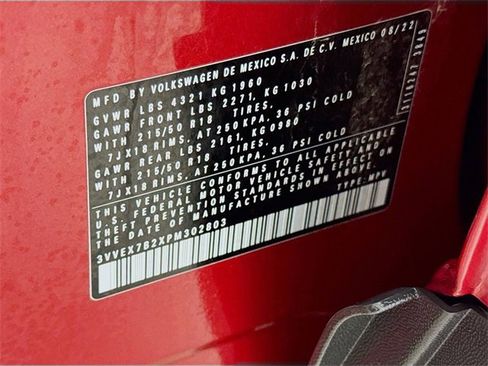 MFD BY VOLKSWAGEN DE MEXICO S.A. DE C.V. MEXICO 08/22
GVWR LBS 4321 KG 1960
GAWR FRONT LBS 2271, KG 1030
WITH 215/50 R18 TIRES, 36 PSI COLD
7JX18 RIMS, AT 250KPA,
GAWR REAR LBS 2161, KG 0980
WITH 215/50 R18 TIRES, 36 PSI COLD
7JX18 RIMS, AT 250KPA,
THIS VEHICLE CONFORMS TO ALL APPLICABLE
U.S. FEDERAL MOTOR VEHICLE SAFETY AND
THEFT PREVENTION STANDARDS IN EFFECT ON
THE DATE OF MANUFACTURE SHOWN ABOVE.
3VVEX7B2XPM302803 TYPE: MPV